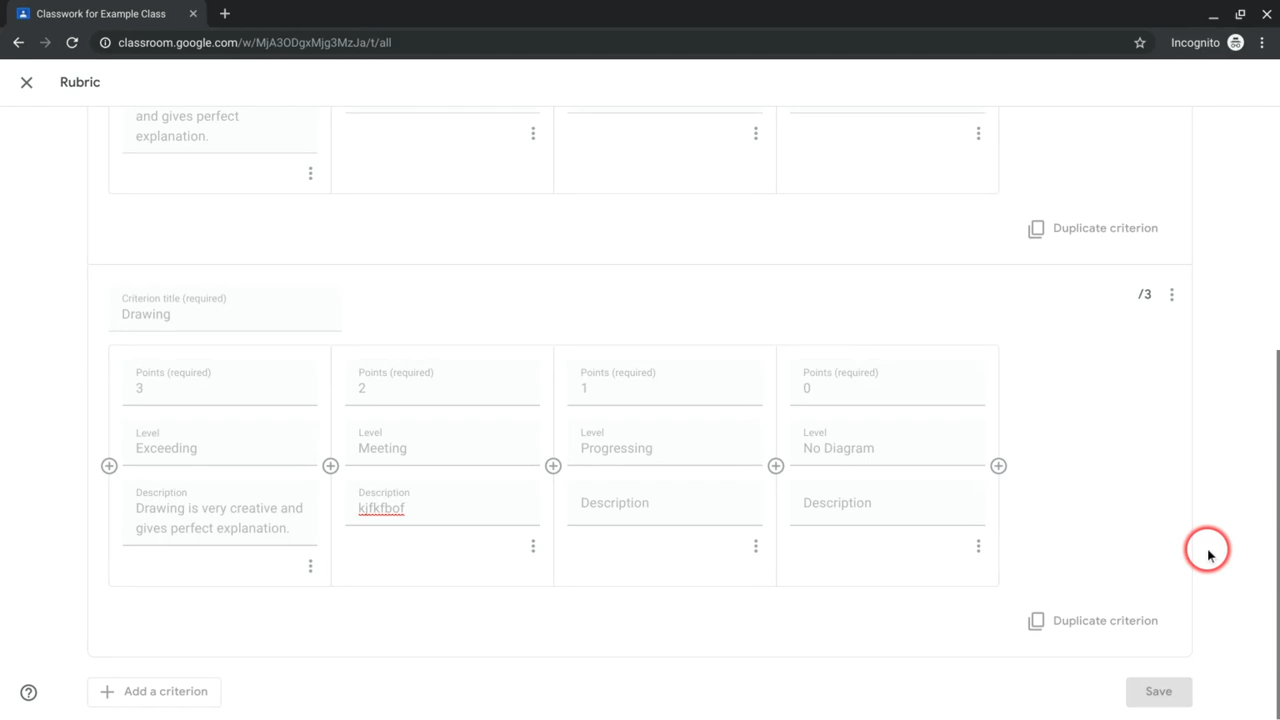 Classwork for Example Class
classroom.google.com/w/MjA3ODgxMjg3MzJa/t/all
Incognito
Rubric
and gives perfect
explanation.
Duplicate criterion
Criterion title (required)
Drawing
/3
Points (required) Points (required) Points (required) Points (required)
3 2 1 0
Level Level Level Level
Exceeding Meeting Progressing No Diagram
Description Description
Drawing is very creative and kjfkfbof Description Description
gives perfect explanation.
Duplicate criterion
Add a criterion
Save